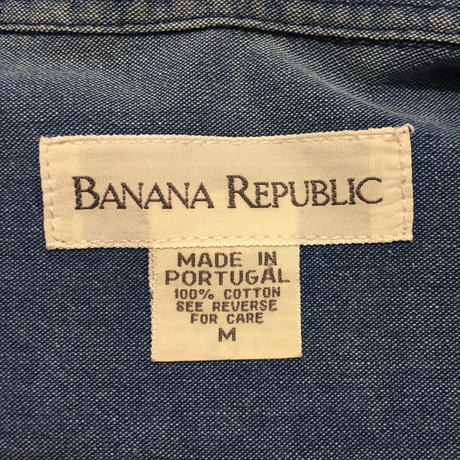 BANANA REPUBLIC
MADE IN
PORTUGAL
100% COTTON
SEE REVERSE
FOR CARE
M